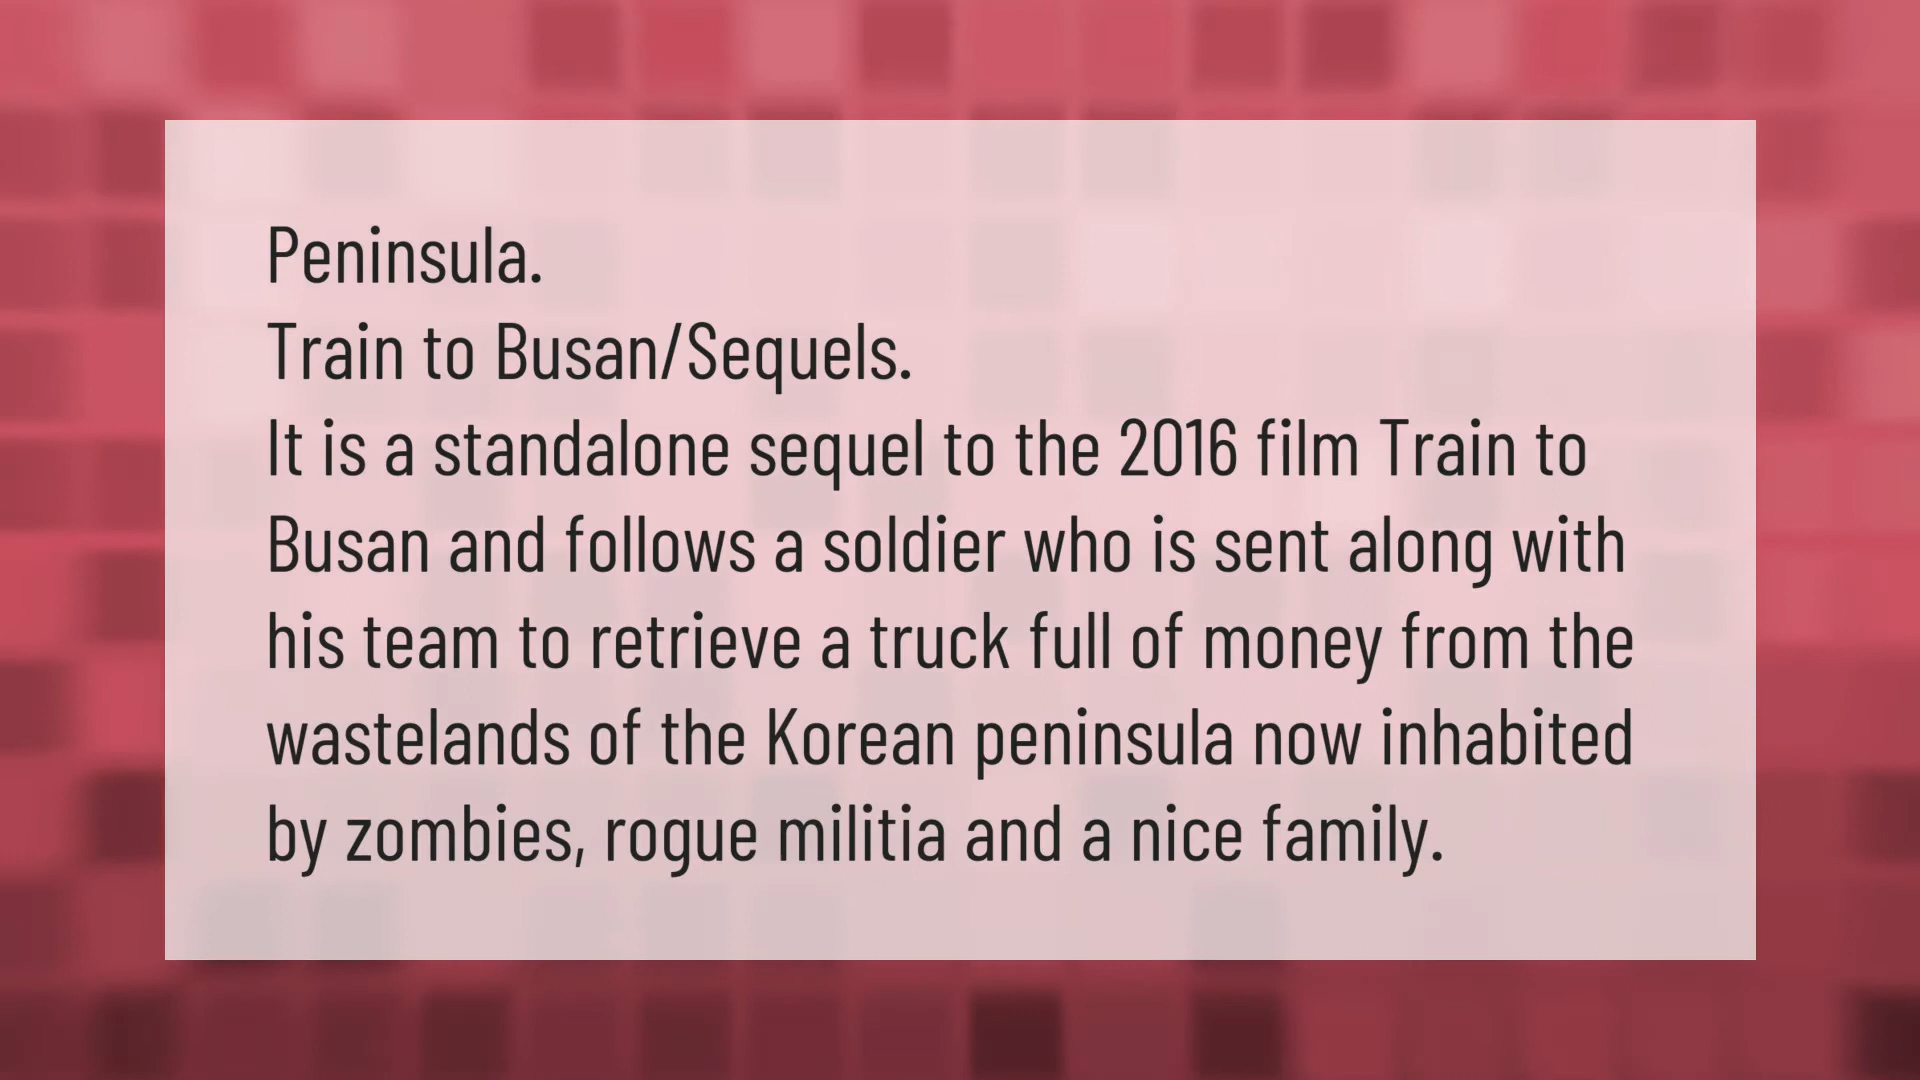 Peninsula.
Train to Busan/Sequels.
It is a standalone sequel to the 2016 film Train to
Busan and follows a soldier who is sent along with
his team to retrieve a truck full of money from the
wastelands of the Korean peninsula now inhabited
by zombies, rogue militia and a nice family.